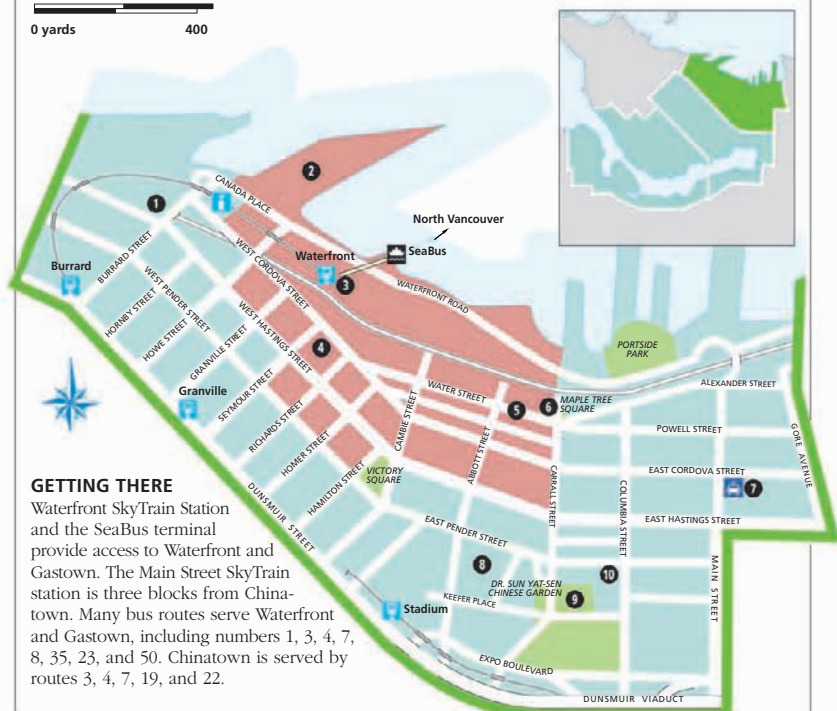 0 yards 400
2
1
CANADA PLACE
North Vancouver
SeaBus
Waterfront
3
Burrard
BURRARD STREET
WEST CORDOVA STREET
WATERFRONT ROAD
HORNBY STREET
WEST PENDER STREET
HOWE STREET
GRANVILLE STREET
WEST HASTINGS STREET
4
PORTSIDE
PARK
Granville
SEYMOUR STREET
RICHARDS STREET
HOMER STREET
HAMILTON STREET
DUNSMUIR STREET
WATER STREET
CAMBIE STREET
ABBOTT STREET
5
6
MAPLE TREE
SQUARE
ALEXANDER STREET
POWELL STREET
GORE AVENUE
EAST CORDOVA STREET
7
VICTORY
SQUARE
CARRALL STREET
COLUMBIA STREET
EAST HASTINGS STREET
EAST PENDER STREET
MAIN STREET
8
10
DR. SUN YAT-SEN
CHINESE GARDEN
9
KEEFER PLACE
Stadium
EXPO BOULEVARD
DUNSMUIR VIADUCT
GETTING THERE
Waterfront SkyTrain Station
and the SeaBus terminal
provide access to Waterfront and
Gastown. The Main Street SkyTrain
station is three blocks from China-
town. Many bus routes serve Waterfront
and Gastown, including numbers 1, 3, 4, 7,
8, 35, 23, and 50. Chinatown is served by
routes 3, 4, 7, 19, and 22.